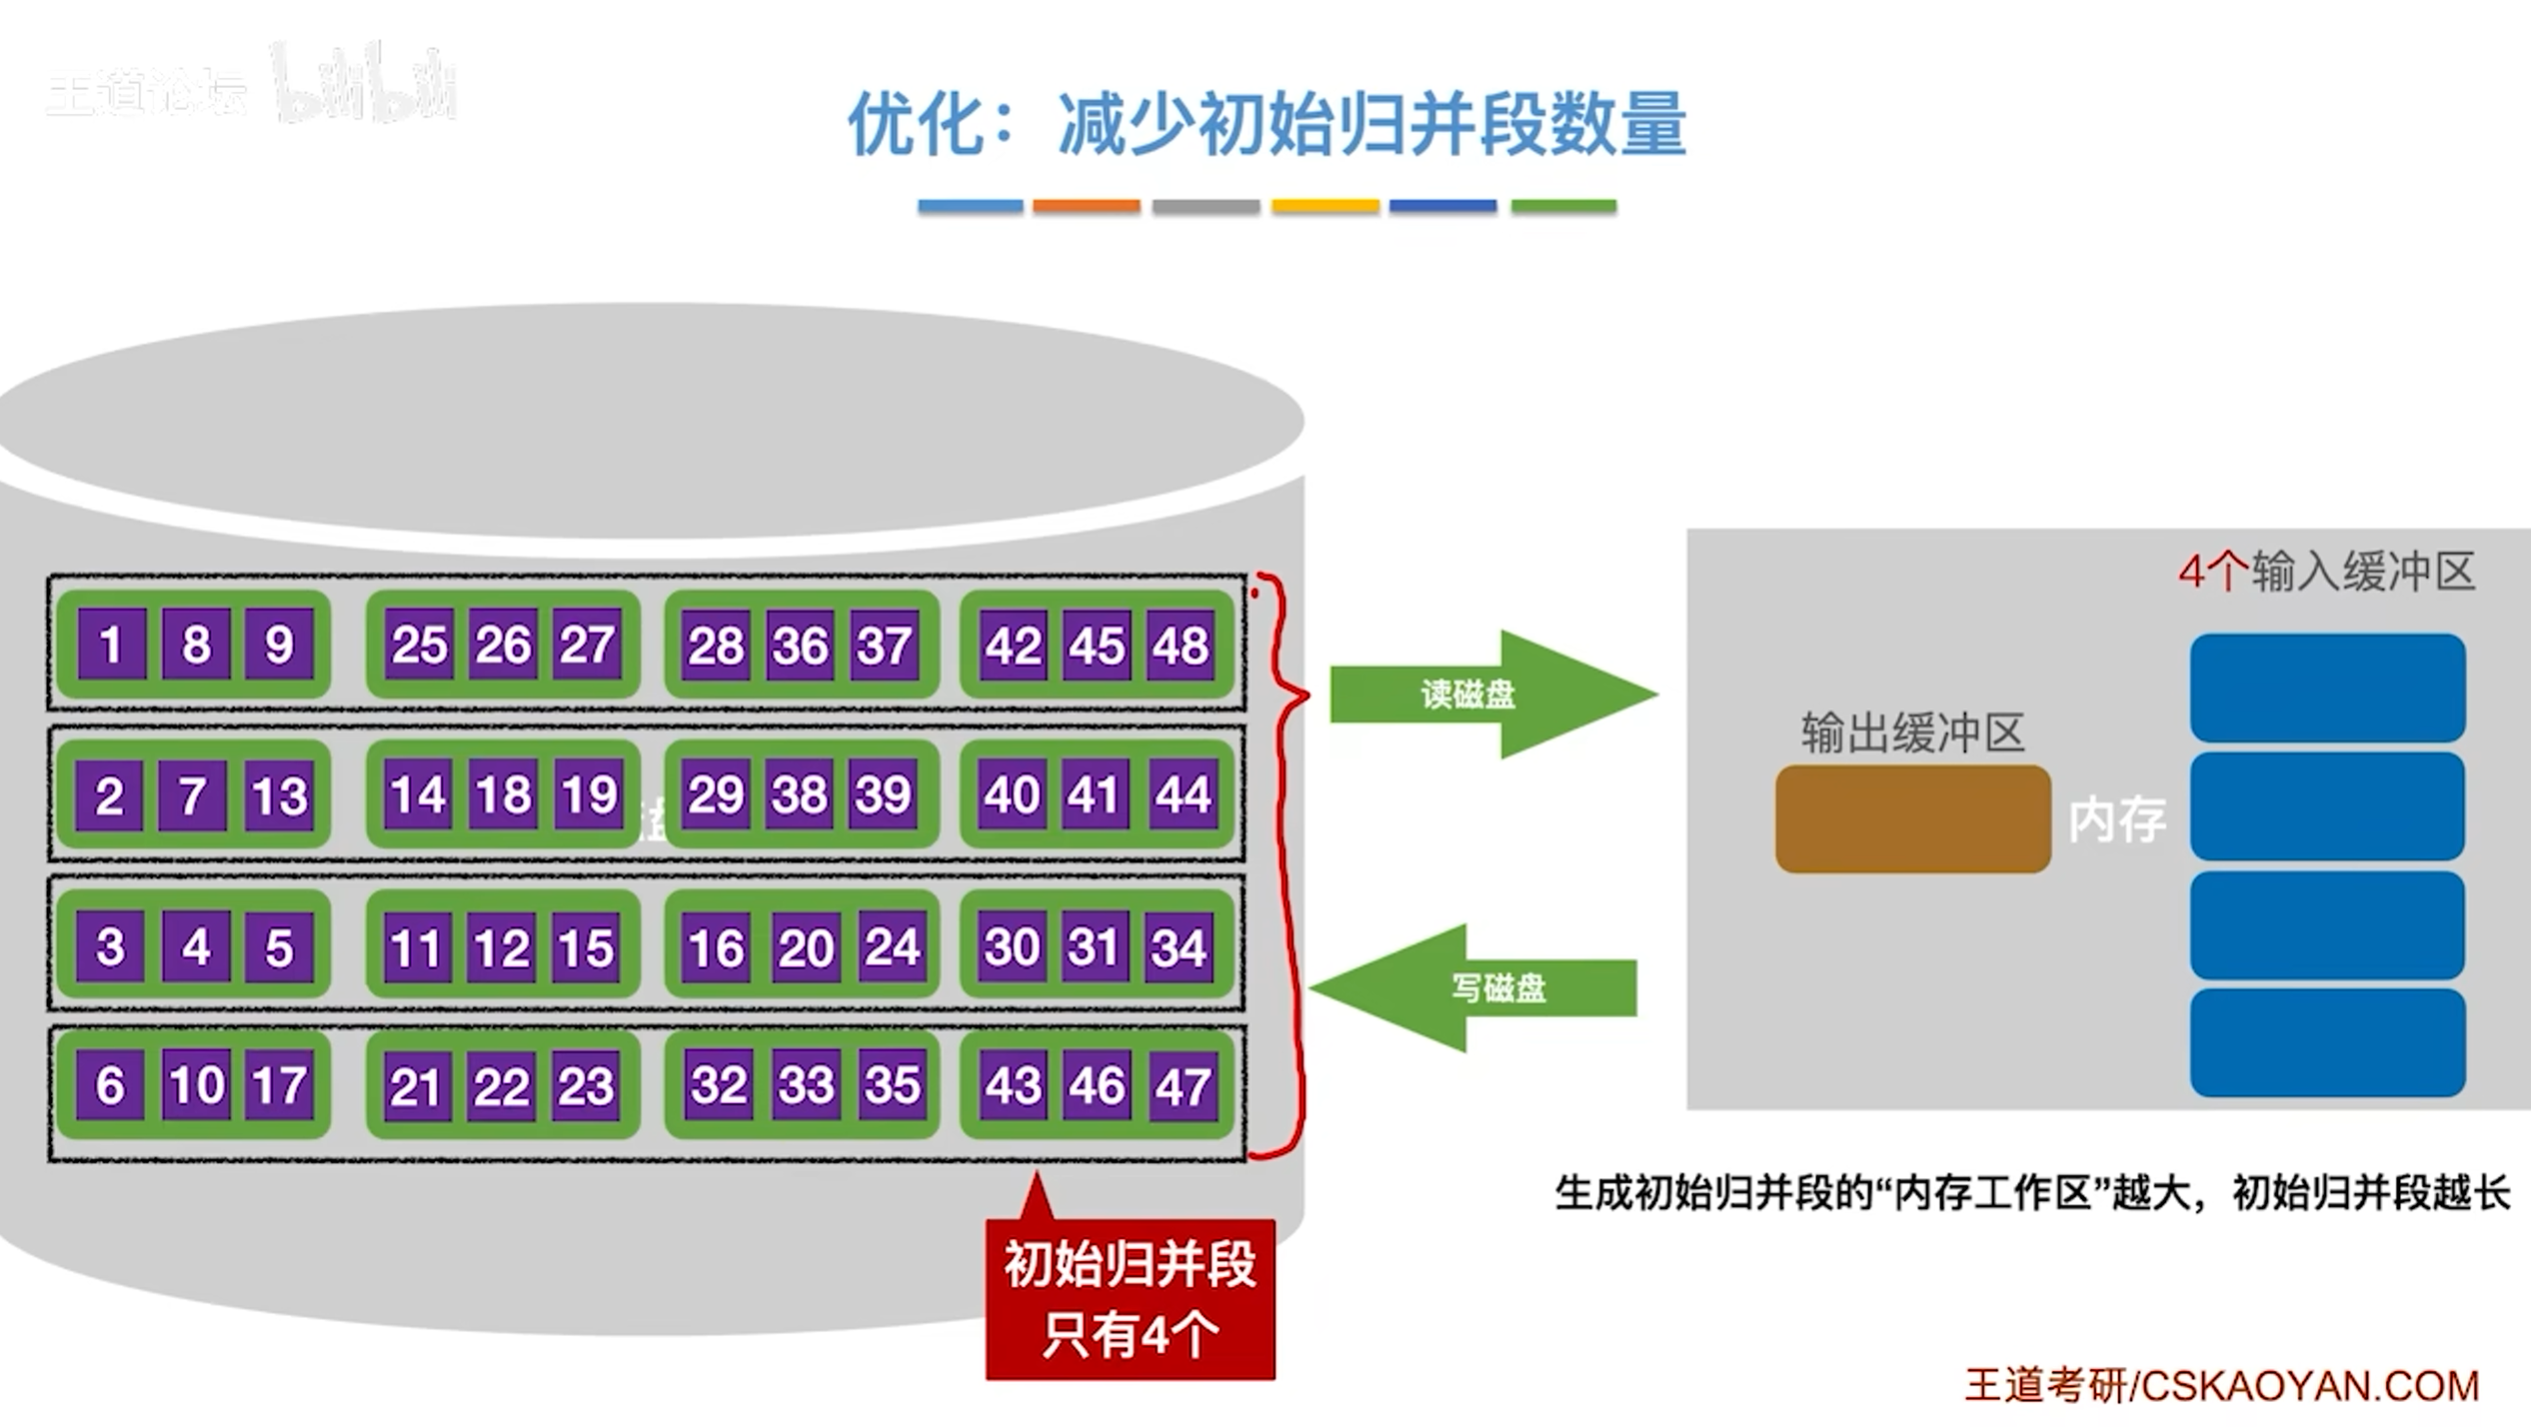 王道论坛 bilibili
优化：减少初始归并段数量
1 8 9 25 26 27 28 36 37 42 45 48
2 7 13 14 18 19 29 38 39 40 41 44
3 4 5 11 12 15 16 20 24 30 31 34
6 10 17 21 22 23 32 33 35 43 46 47
初始归并段
只有4个
读磁盘
写磁盘
4个输入缓冲区
输出缓冲区
内存
生成初始归并段的“内存工作区”越大，初始归并段越长
王道考研/CSKAOYAN.COM